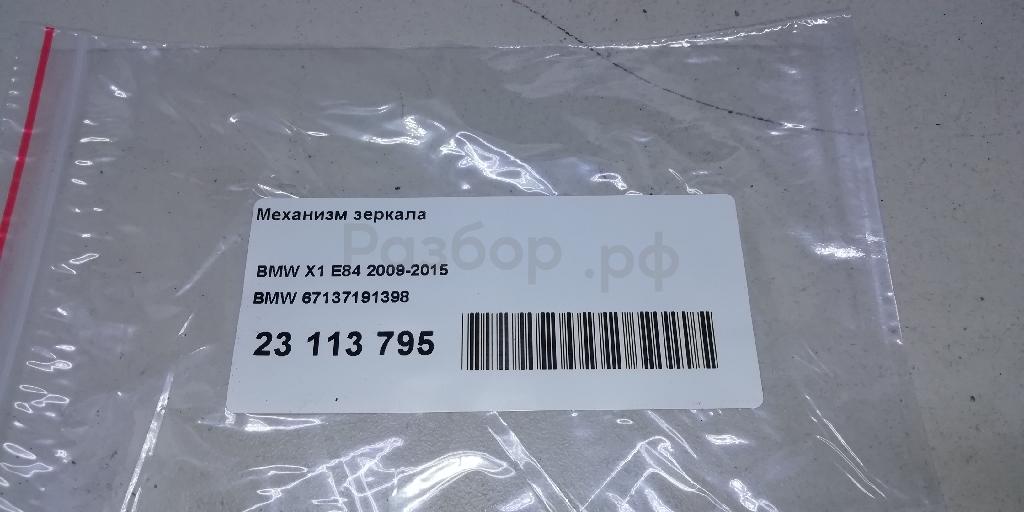 Механизм зеркала
Разбор.рф
BMW X1 E84 2009-2015
BMW 67137191398
23 113 795